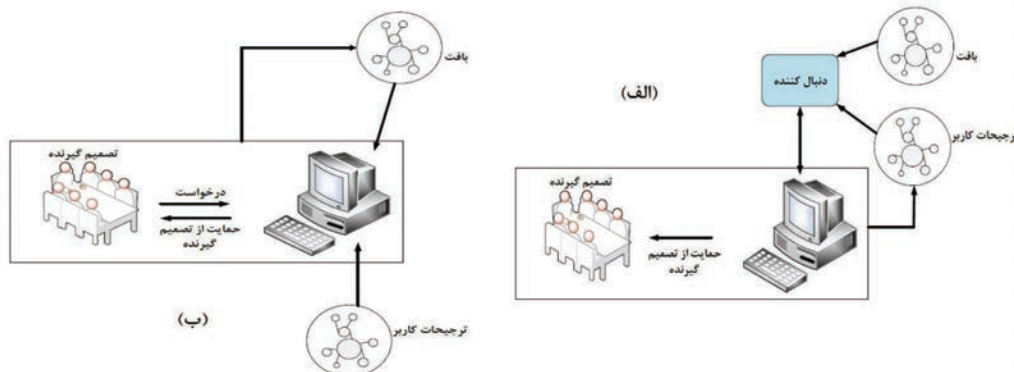 بافت
دنبال کننده
(الف)
ترجیحات کاربر
تصمیم گیرنده
حمایت از تصمیم
گیرنده
بافت
تصمیم گیرنده
درخواست
حمایت از تصمیم
گیرنده
(ب)
ترجیحات کاربر